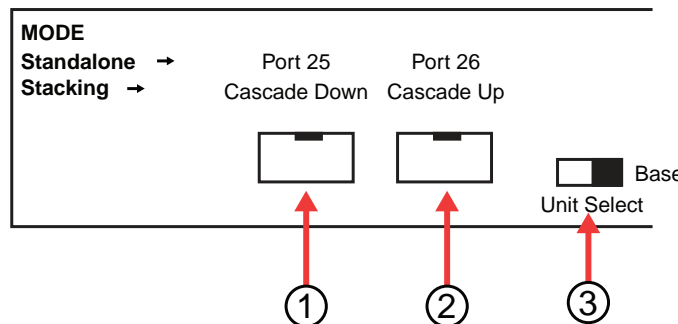 MODE
Standalone → Port 25 Port 26
Stacking → Cascade Down Cascade Up
Base
Unit Select
1 2 3